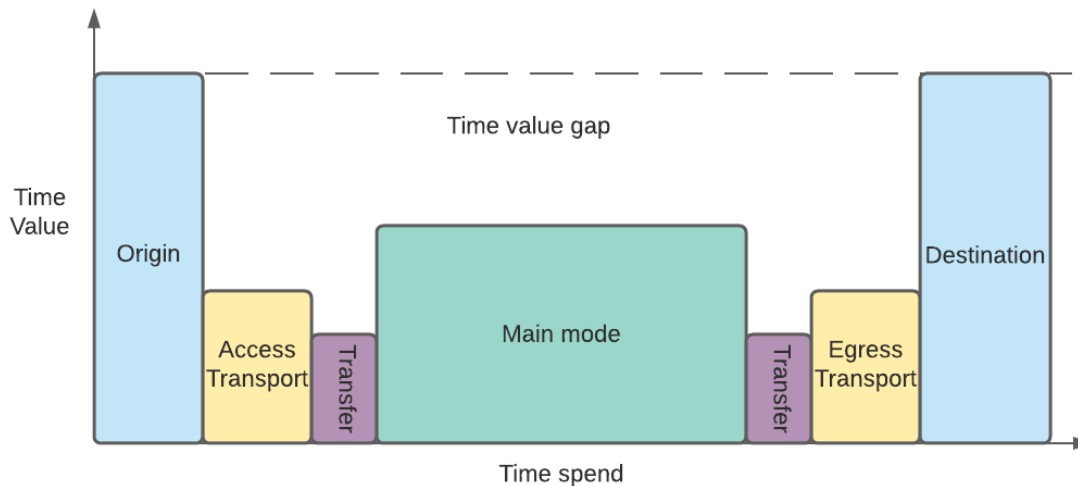 Time value gap
Time
Value
Origin
Destination
Main mode
Access
Transport
Transfer
Transfer
Egress
Transport
Time spend